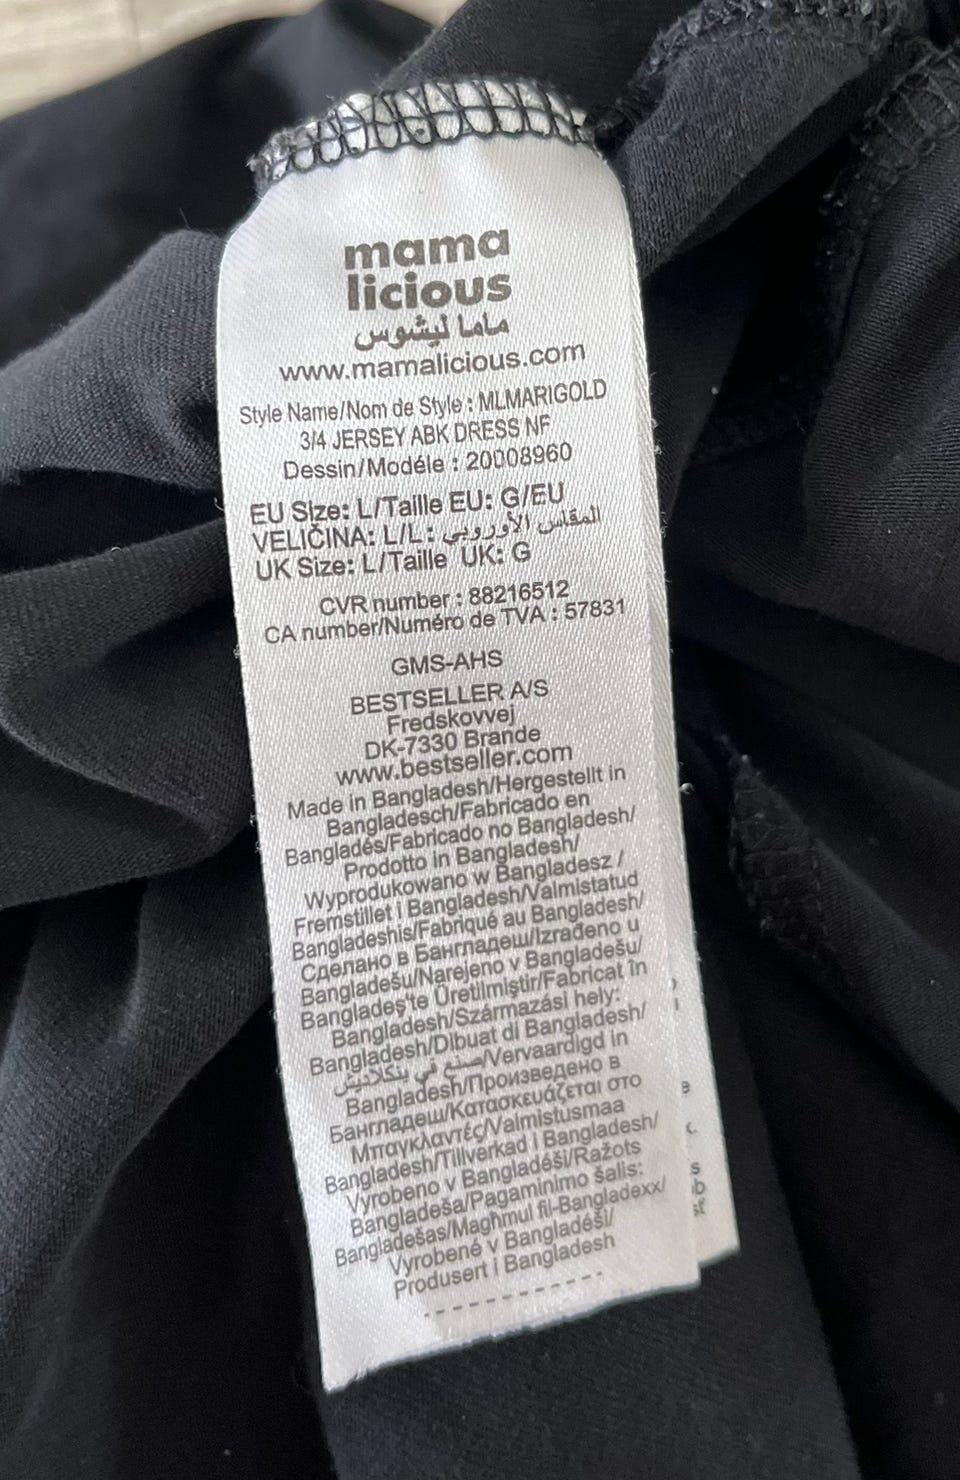 mama
licious
ماما ليشوس
www.mamalicious.com
Style Name/Nom de Style : MLMARIGOLD
3/4 JERSEY ABK DRESS NF
Dessin/Modéle : 20008960
EU Size: L/Taille EU: G/EU
VELIČINA: L/L: المقاس الأوروبي
UK Size: L/Taille UK: G
CVR number : 88216512
CA number/Numéro de TVA : 57831
GMS-AHS
BESTSELLER A/S
Fredskovvej
DK-7330 Brande
www.bestseller.com
Made in Bangladesh/Hergestellt in
Bangladesch/Fabricado en
Bangladés/Fabricado no Bangladesh/
Prodotto in Bangladesh/
Wyprodukowano w Bangladesz /
Fremstillet i Bangladesh/Valmistatud
Bangladeshis/Fabriqué au Bangladesh/
Сделано в Бангладеш/Izrađeno u
Bangladešu/Narejeno v Bangladešu/
Bangladeş'te Üretilmiştir/Fabricat în
Bangladesh/Származási hely:
Bangladesh/Dibuat di Bangladesh/
صنع في بنكلاديش/Vervaardigd in
Bangladesh/Произведено в
Бангладеш/Κατασκευάζεται στο
Μπαγκλαντές/Valmistusmaa
Bangladesh/Tillverkad i Bangladesh/
Vyrobeno v Bangladéši/Ražots
Bangladeša/Pagaminimo šalis:
Bangladešas/Magħmul fil-Bangladexx/
Vyrobené v Bangladéši/
Produsert i Bangladesh